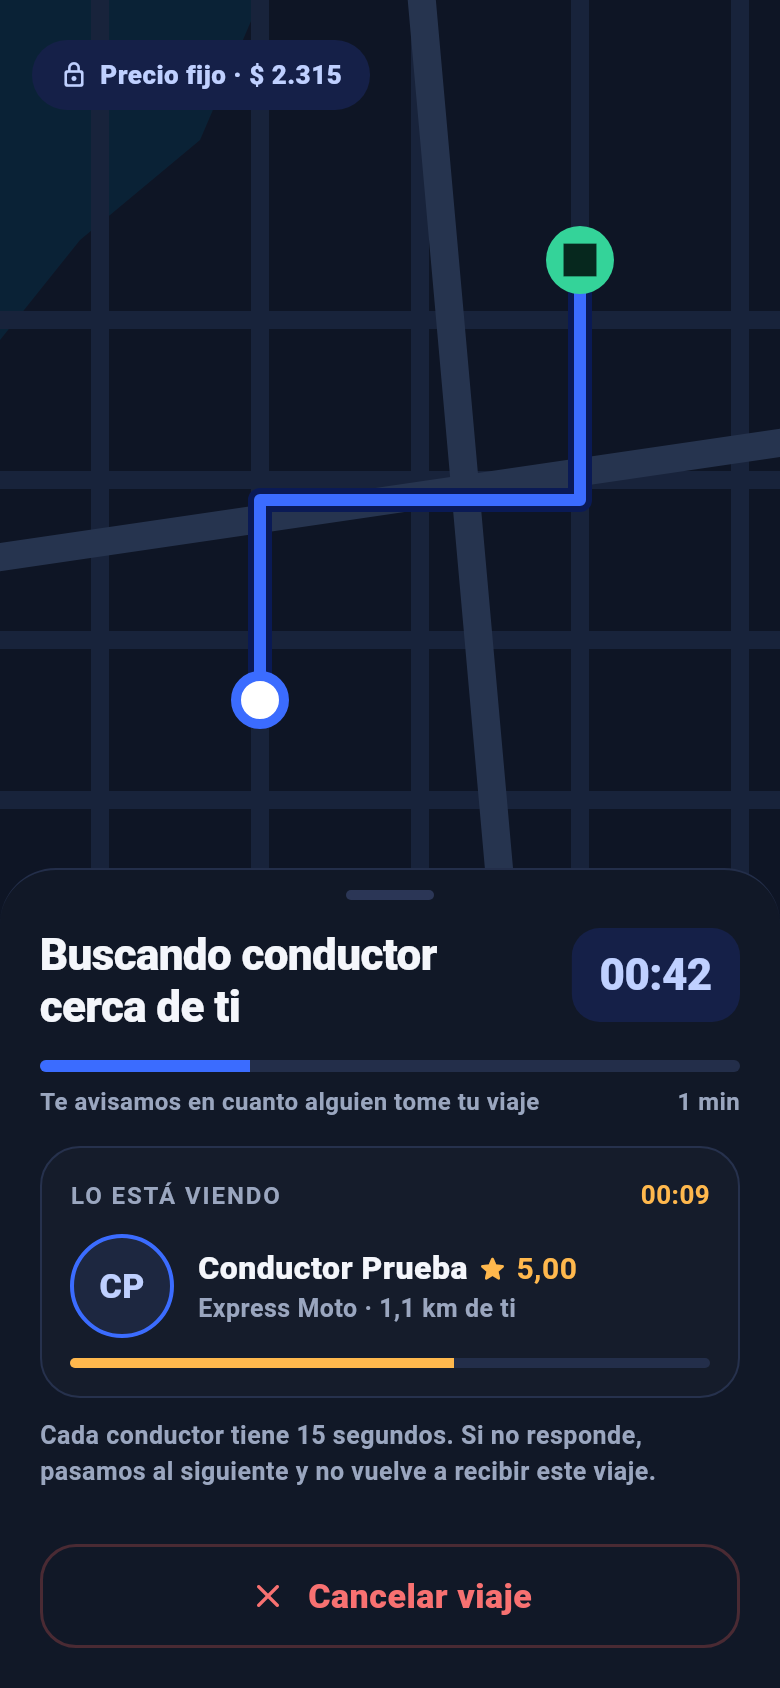 Precio fijo · $ 2.315
Buscando conductor
cerca de ti
00:42
Te avisamos en cuanto alguien tome tu viaje
1 min
LO ESTÁ VIENDO
00:09
CP
Conductor Prueba ★ 5,00
Express Moto · 1,1 km de ti
Cada conductor tiene 15 segundos. Si no responde,
pasamos al siguiente y no vuelve a recibir este viaje.
Cancelar viaje